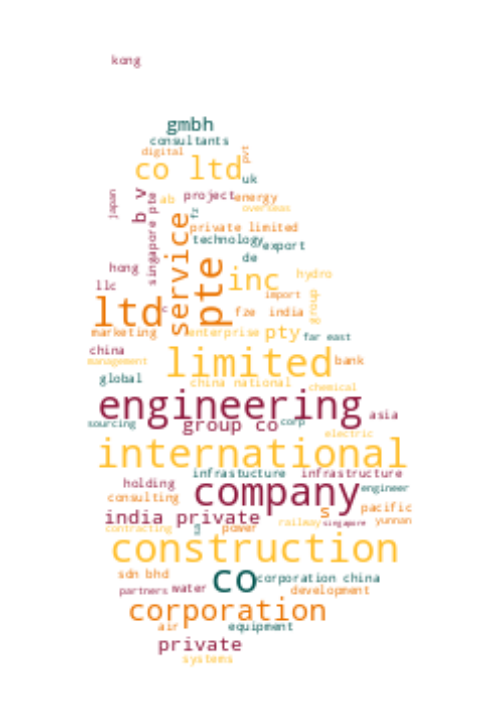 kong
gmbh
consultants
digital
pvt
co ltd
uk
japan
b v
ab
project
energy
overseas
fz
singapore pte
service
private limited
technology
export
de
pte
hong
inc
hydro
llc
import
group
ltd
c
fze
india
marketing
enterprise
pty
far east
limited
china
bank
management
global
china national
chemical
engineering
asia
sourcing
group co
corp
electric
international
infrastucture
infrastructure
holding
company
engineer
consulting
s
pacific
india private
railway
singapore
yunnan
contracting
power
construction
sdn bhd
co
corporation china
partners
water
development
corporation
air
equipment
private
systems